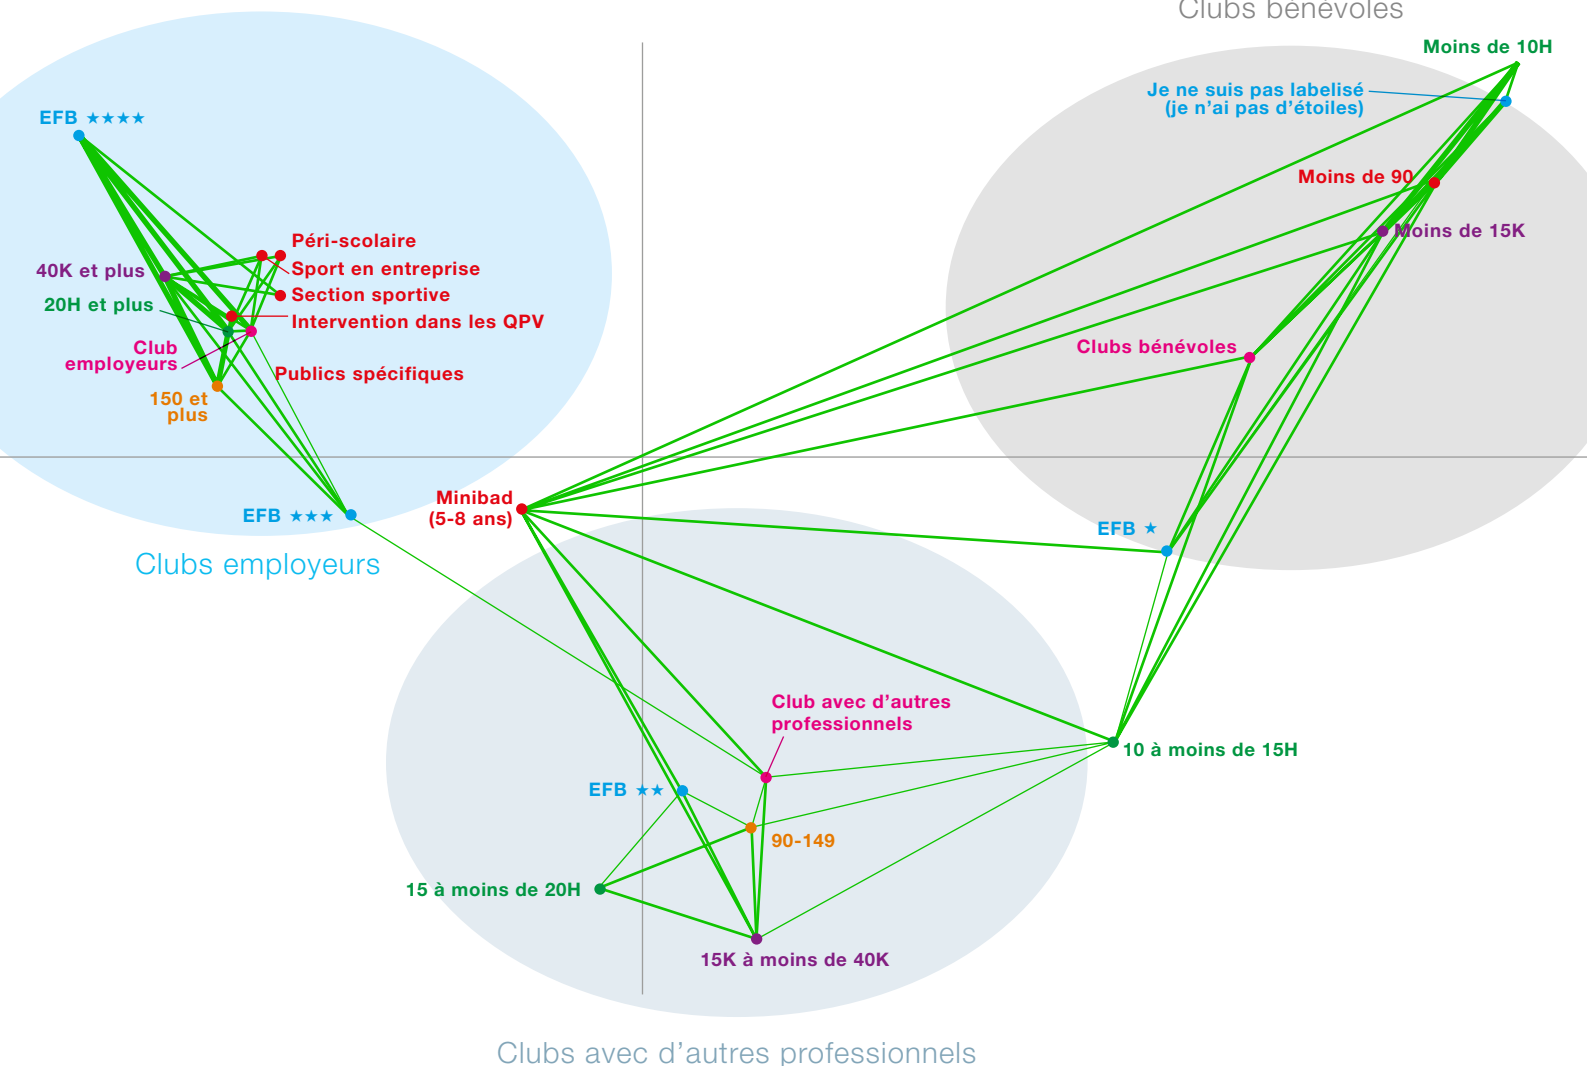 Clubs bénévoles
Moins de 10H
Je ne suis pas labelisé
(je n'ai pas d'étoiles)
EFB ★★★★
Moins de 90
Moins de 15K
Péri-scolaire
40K et plus
Sport en entreprise
Section sportive
20H et plus
Intervention dans les QPV
Club
employeurs
Clubs bénévoles
Publics spécifiques
150 et
plus
EFB ★★★
Minibad
(5-8 ans)
EFB ★
Clubs employeurs
Club avec d’autres
professionnels
10 à moins de 15H
EFB ★★
90-149
15 à moins de 20H
15K à moins de 40K
Clubs avec d’autres professionnels